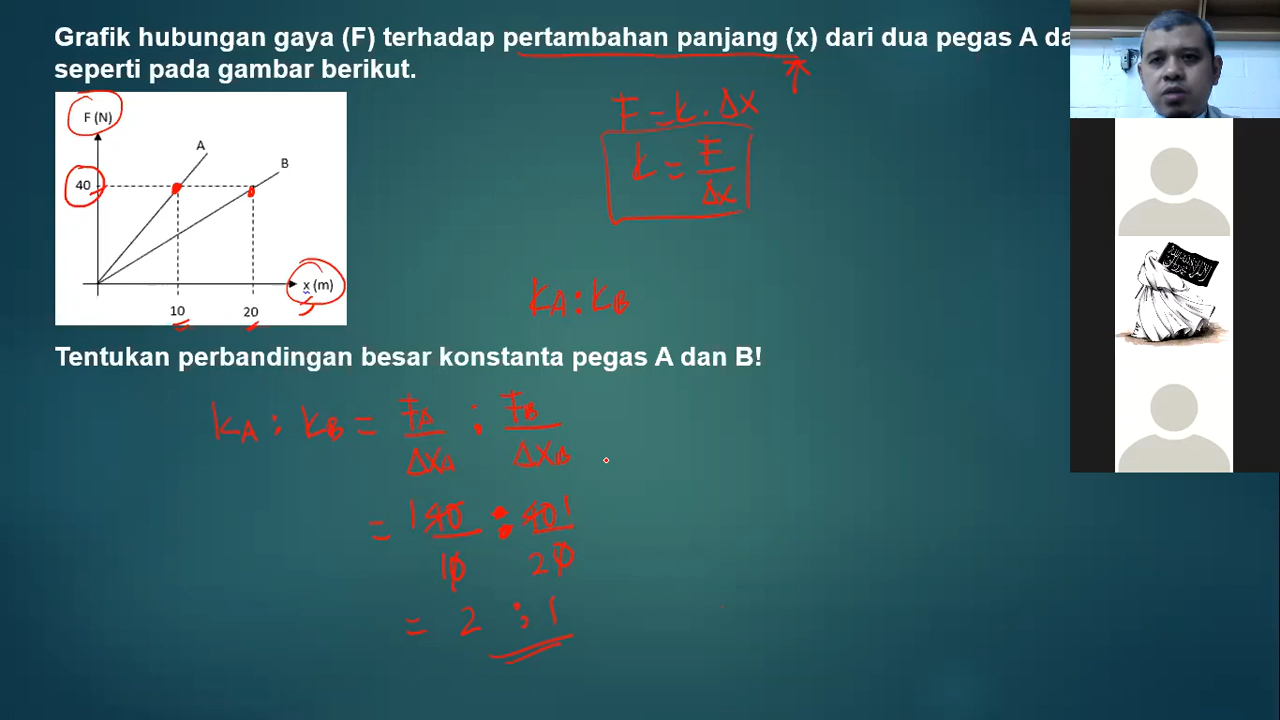 Grafik hubungan gaya (F) terhadap pertambahan panjang (x) dari dua pegas A da
seperti pada gambar berikut.
F (N)
A
B
40
x (m)
10
20
F = k . Δx
k = F/Δx
kA : kB
Tentukan perbandingan besar konstanta pegas A dan B!
kA : kB = FA/ΔxA : FB/ΔxB
= 1 40/10 : 40 1/20
= 2 : 1